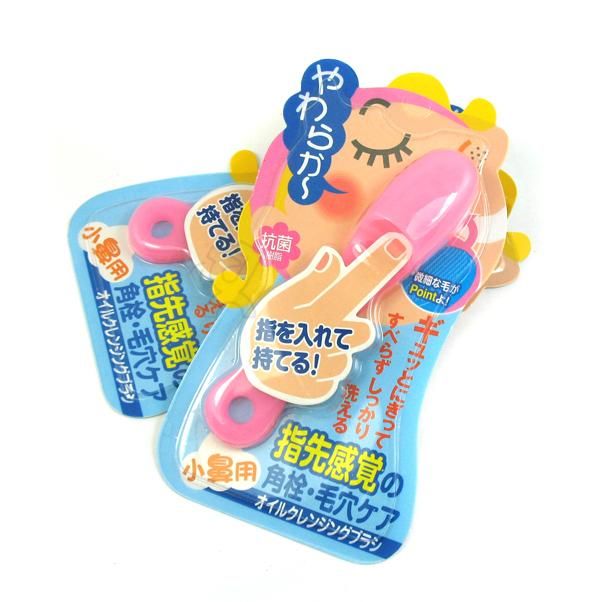 やわらか〜
抗菌
樹脂
微細な毛が
Pointよ!
指を入れて
持てる!
ギュッとにぎって
すべらず しっかり
洗える
小鼻用
指先感覚の
角栓・毛穴ケア
オイルクレンジングブラシ
指を
持てる!
小鼻用
指先感覚の
角栓・毛穴ケア
オイルクレンジングブラシ